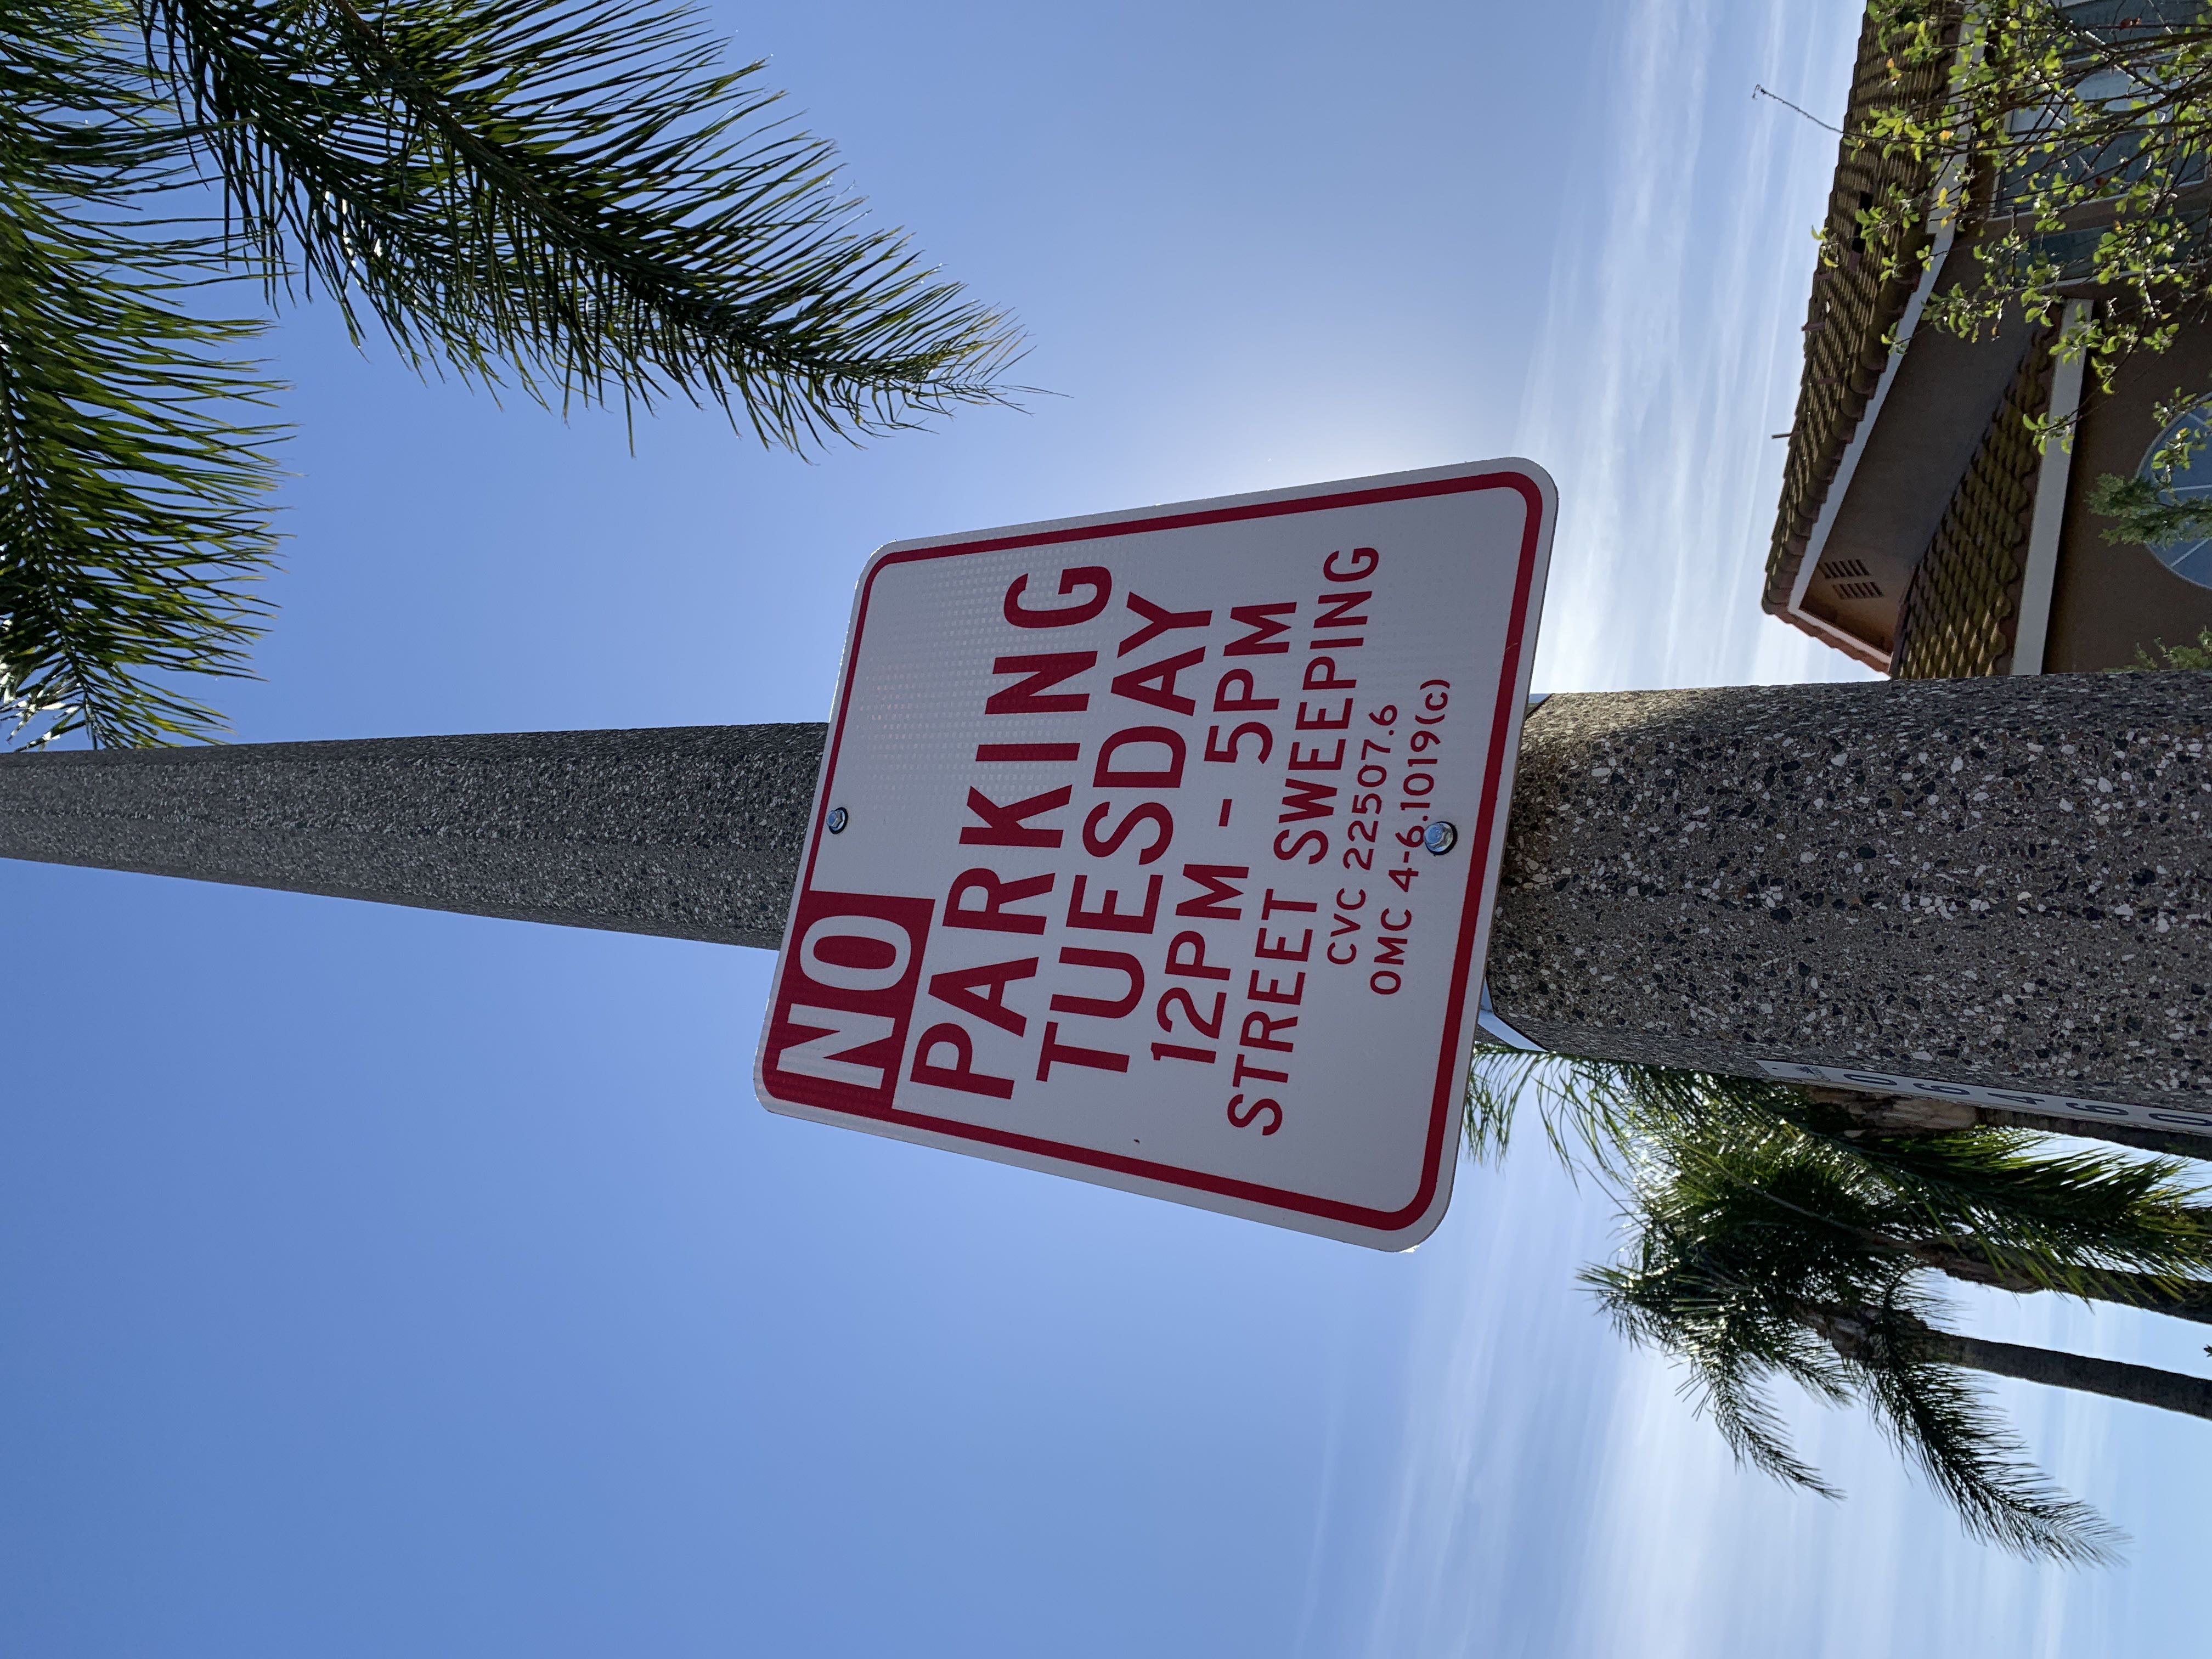 NO
PARKING
TUESDAY
12PM - 5PM
STREET SWEEPING
CVC 22507.6
OMC 4-6.1019(c)